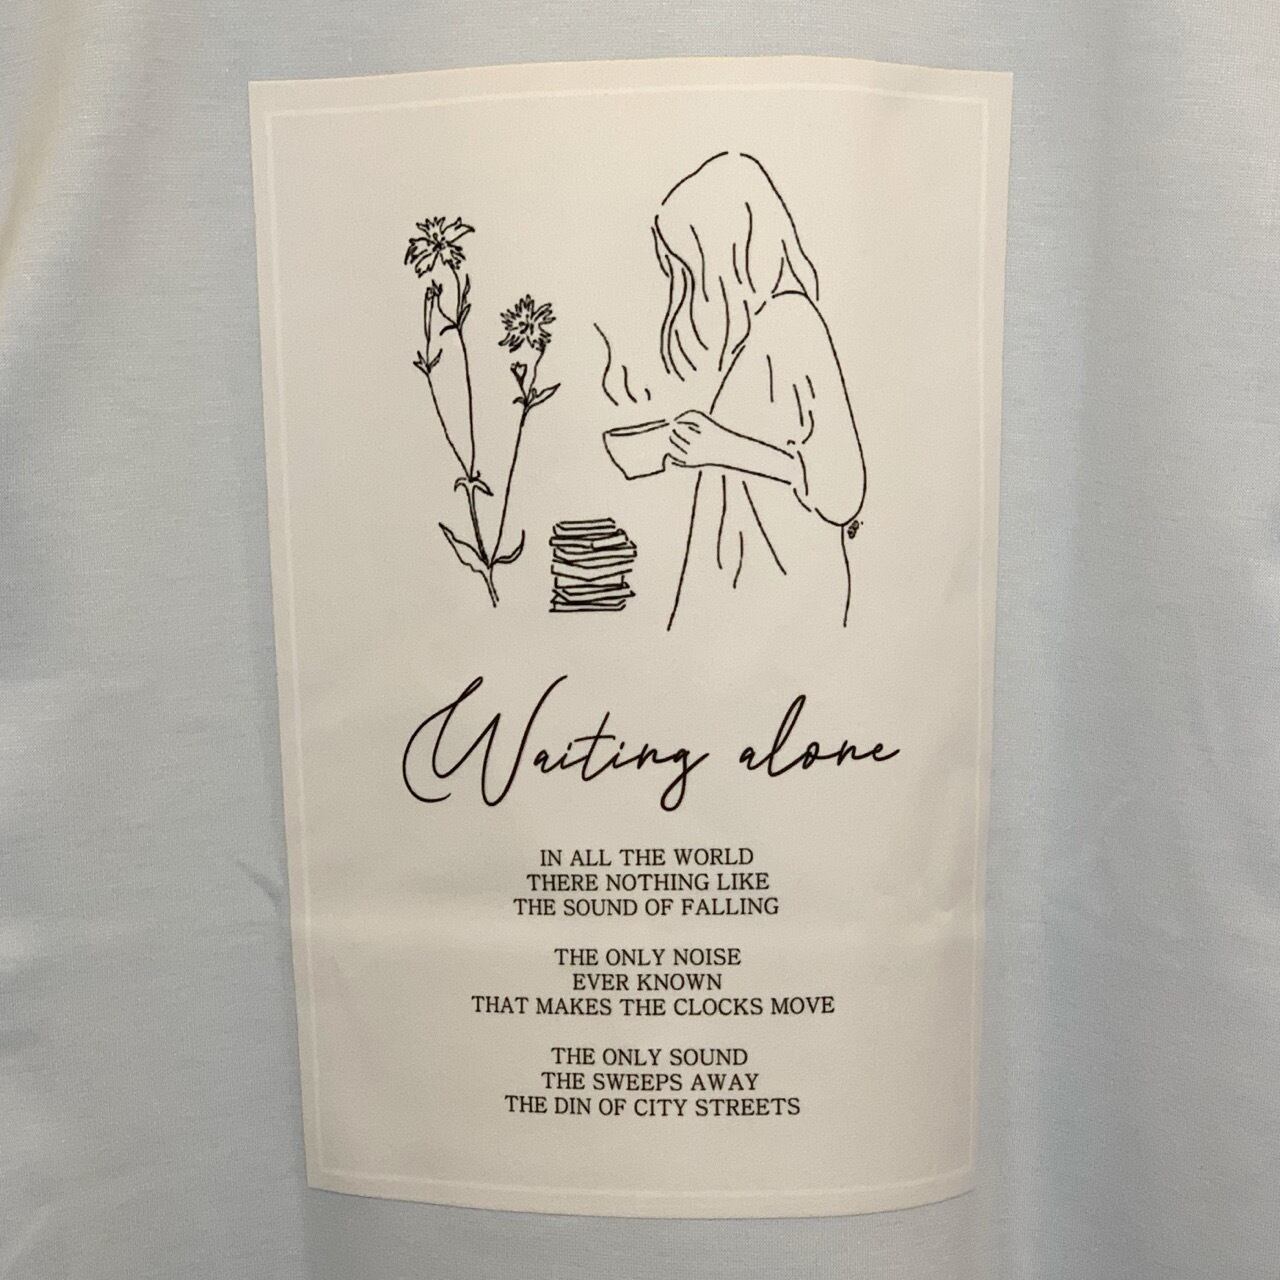 Waiting alone
IN ALL THE WORLD
THERE NOTHING LIKE
THE SOUND OF FALLING
THE ONLY NOISE
EVER KNOWN
THAT MAKES THE CLOCKS MOVE
THE ONLY SOUND
THE SWEEPS AWAY
THE DIN OF CITY STREETS